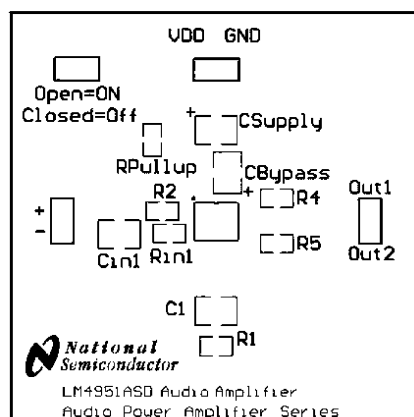 VDD GND
Open=ON
Closed=Off
+
CSupply
RPullup
CBypass
+
R2
R4
Out1
+
-
Cin1
Rin1
R5
Out2
C1
R1
National
Semiconductor
LM4951ASD Audio Amplifier
Audio Power Amplifier Series